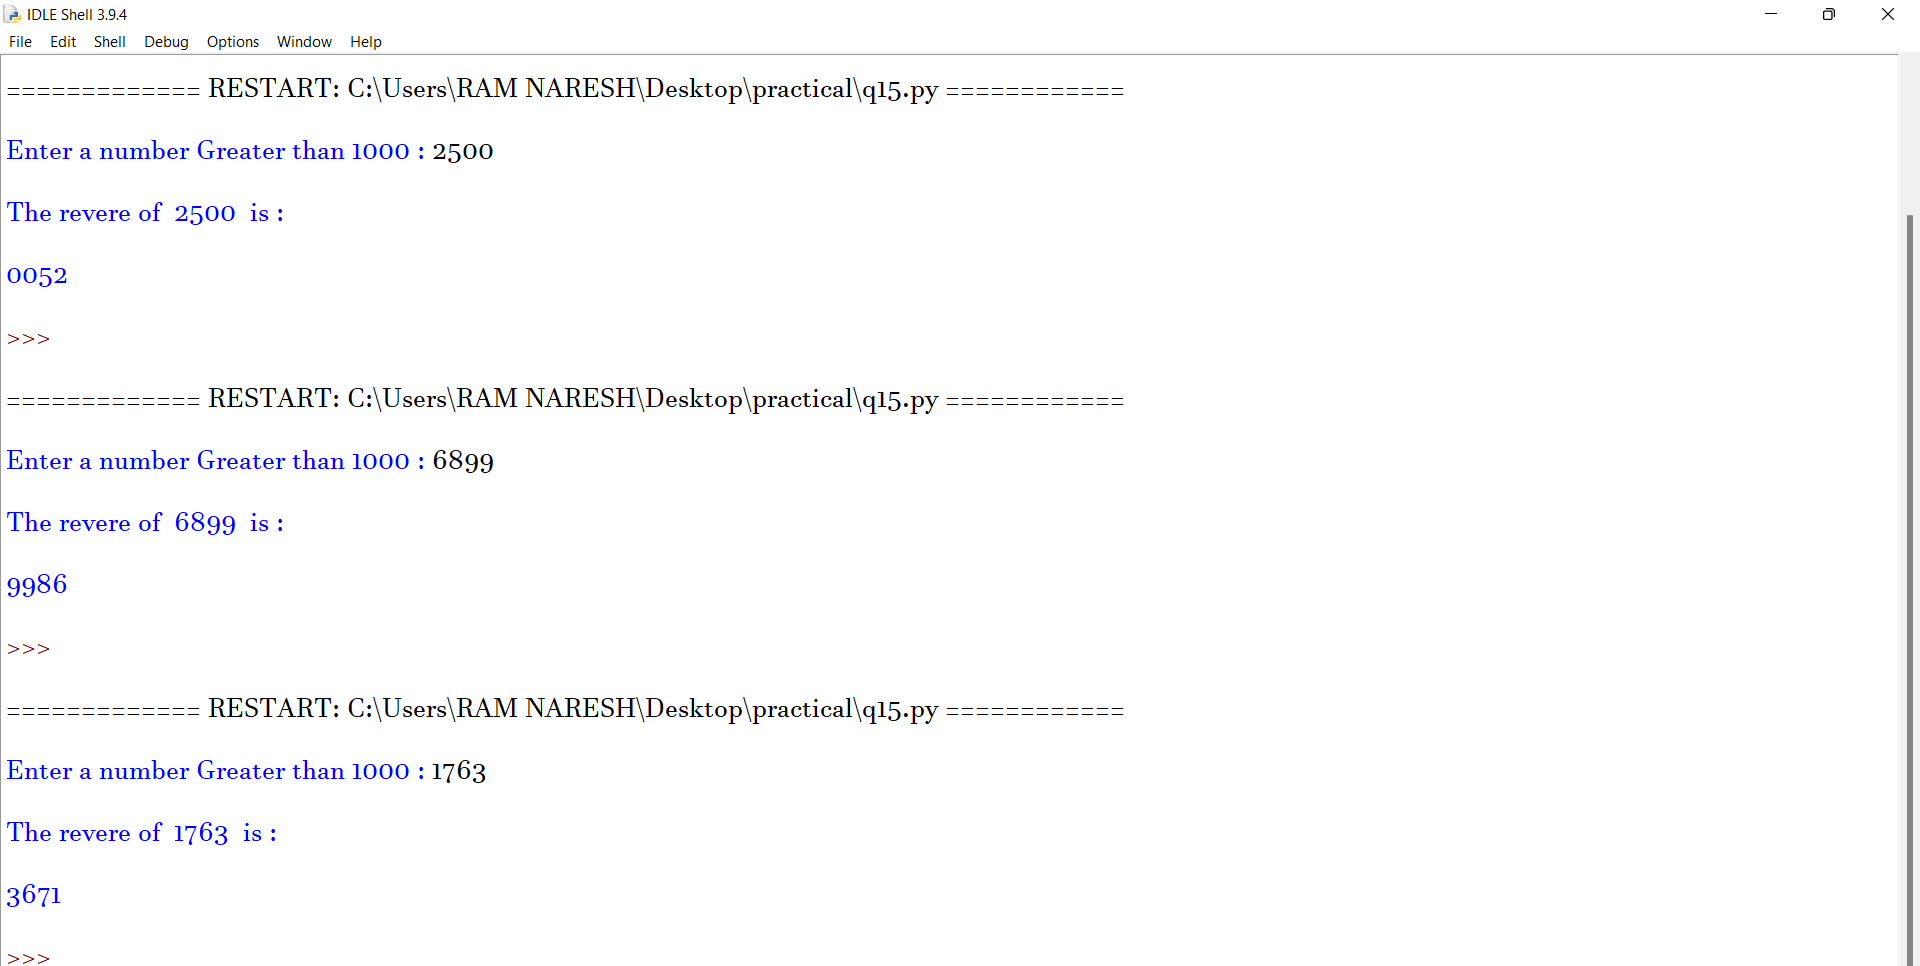 IDLE Shell 3.9.4
File Edit Shell Debug Options Window Help
============= RESTART: C:\Users\RAM NARESH\Desktop\practical\q15.py ============
Enter a number Greater than 1000 : 2500
The revere of  2500  is :
0052
>>>
============= RESTART: C:\Users\RAM NARESH\Desktop\practical\q15.py ============
Enter a number Greater than 1000 : 6899
The revere of  6899  is :
9986
>>>
============= RESTART: C:\Users\RAM NARESH\Desktop\practical\q15.py ============
Enter a number Greater than 1000 : 1763
The revere of  1763  is :
3671
>>>